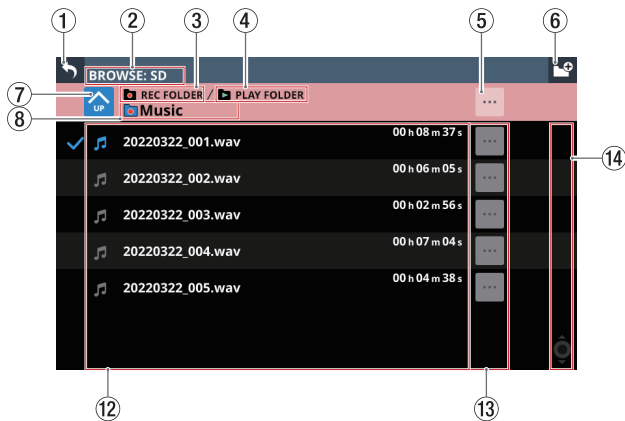 ① ② ③ ④ ⑤ ⑥
BROWSE: SD
⑦ REC FOLDER / PLAY FOLDER ...
UP
⑧ Music
20220322_001.wav 00 h 08 m 37 s ...
⑭
20220322_002.wav 00 h 06 m 05 s ...
20220322_003.wav 00 h 02 m 56 s ...
20220322_004.wav 00 h 07 m 04 s ...
20220322_005.wav 00 h 04 m 38 s ...
⑫ ⑬